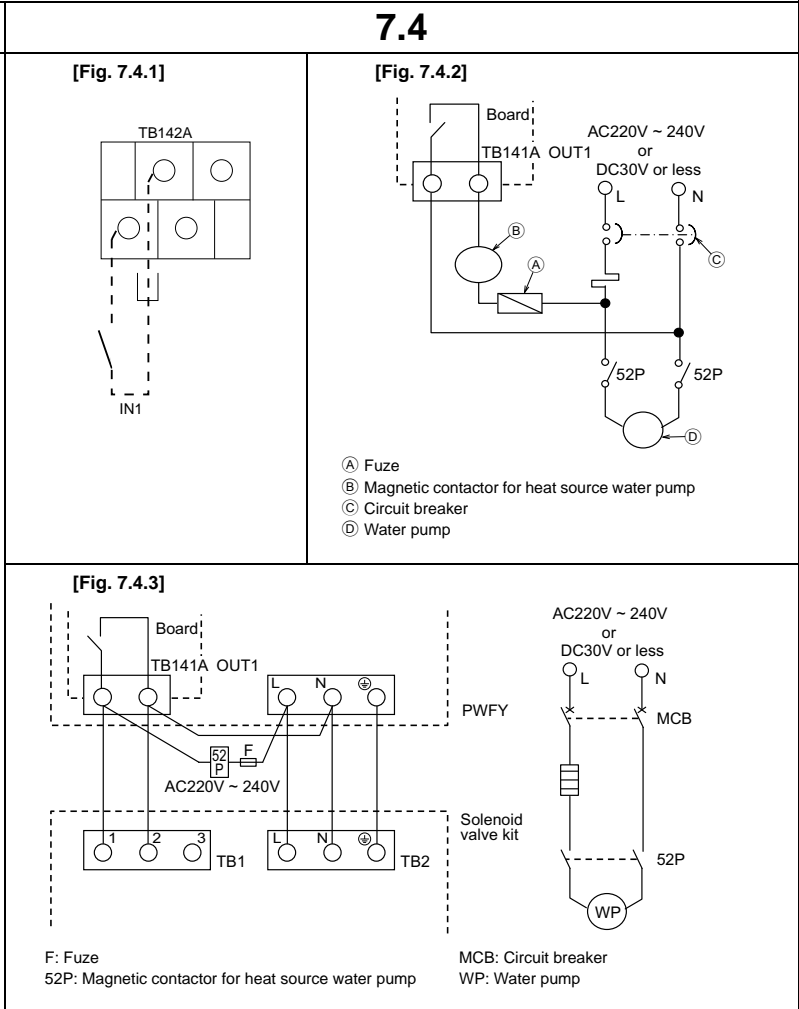 7.4
[Fig. 7.4.1]
TB142A
IN1
[Fig. 7.4.2]
Board
TB141A OUT1
AC220V ~ 240V
or
DC30V or less
L
N
B
A
C
52P
52P
D
Ⓐ Fuze
Ⓑ Magnetic contactor for heat source water pump
Ⓒ Circuit breaker
Ⓓ Water pump
[Fig. 7.4.3]
Board
TB141A OUT1
L N
PWFY
52
P
F
AC220V ~ 240V
Solenoid
valve kit
1 2 3
TB1
L N
TB2
AC220V ~ 240V
or
DC30V or less
L
N
MCB
52P
WP
F: Fuze
52P: Magnetic contactor for heat source water pump
MCB: Circuit breaker
WP: Water pump